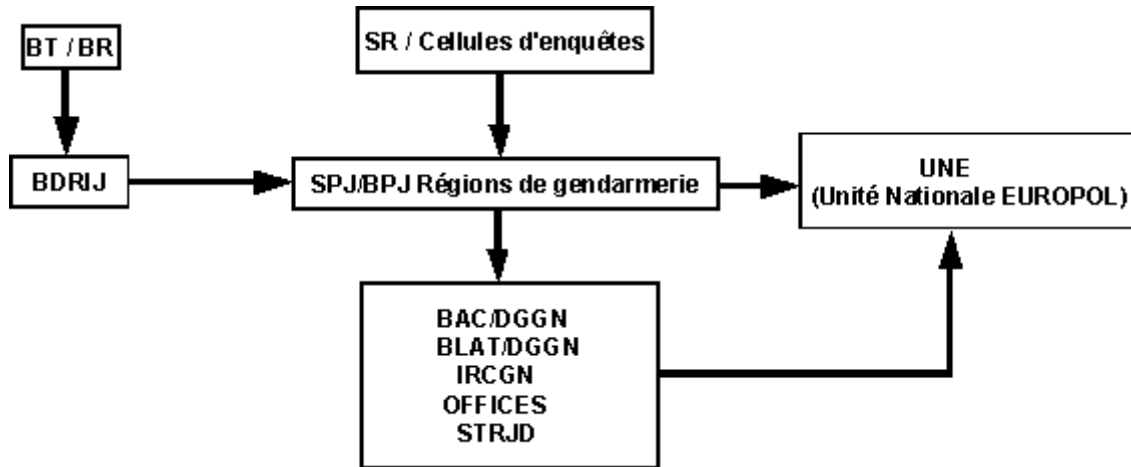 BT / BR
SR / Cellules d'enquêtes
BDRIJ
SPJ/BPJ Régions de gendarmerie
UNE
(Unité Nationale EUROPOL)
BAC/DGGN
BLAT/DGGN
IRCGN
OFFICES
STRJD